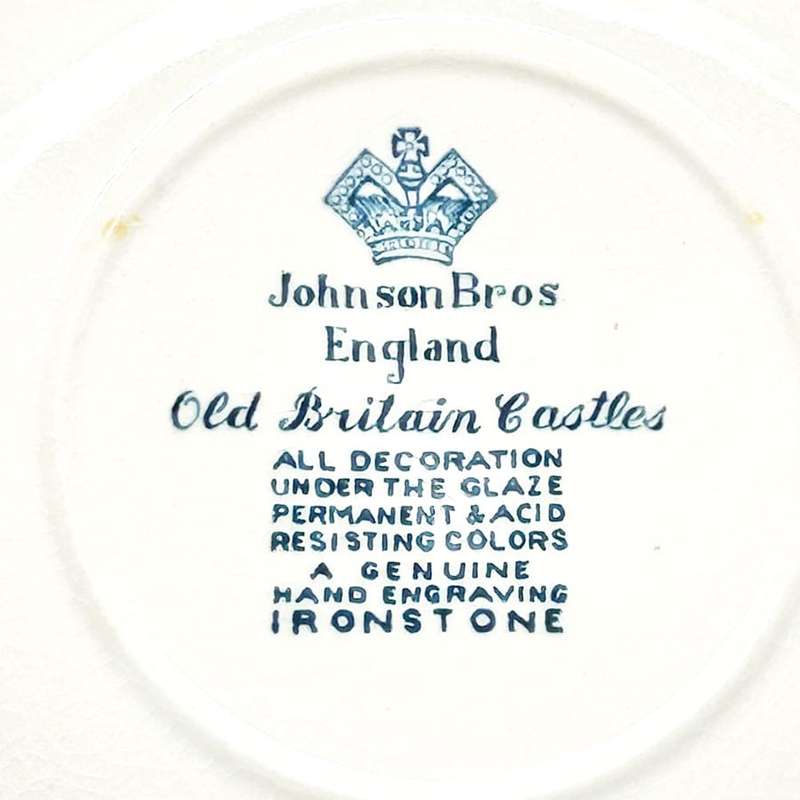 Johnson Bros
England
Old Britain Castles
ALL DECORATION
UNDER THE GLAZE
PERMANENT & ACID
RESISTING COLORS
A GENUINE
HAND ENGRAVING
IRONSTONE